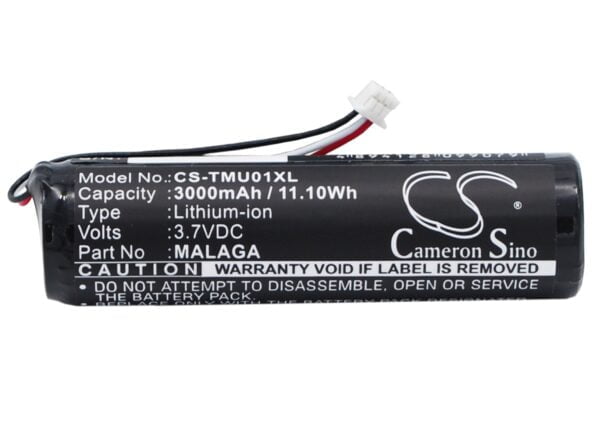 Model No.: CS-TMU01XL
Capacity : 3000mAh / 11.10Wh
Type : Lithium-ion
Volts : 3.7VDC
Part No : MALAGA
CS
Cameron Sino
WARRANTY VOID IF LABEL IS REMOVED
• DO NOT ATTEMPT TO DISASSEMBLE, OPEN OR SERVICE
THE BATTERY PACK.